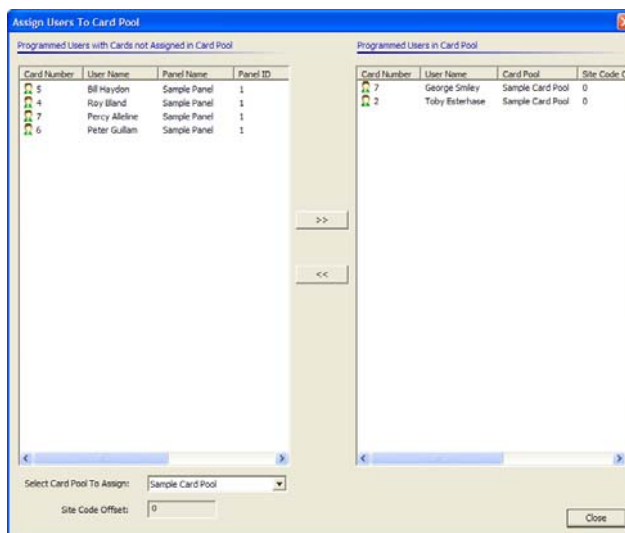 Assign Users To Card Pool
Programmed Users with Cards not Assigned in Card Pool
Card Number User Name Panel Name Panel ID
5 Bill Haydon Sample Panel 1
4 Roy Bland Sample Panel 1
7 Percy Alleline Sample Panel 1
6 Peter Guillam Sample Panel 1
Programmed Users in Card Pool
Card Number User Name Card Pool Site Code O
7 George Smiley Sample Card Pool 0
2 Toby Esterhase Sample Card Pool 0
>>
<<
Select Card Pool To Assign: Sample Card Pool
Site Code Offset: 0
Close